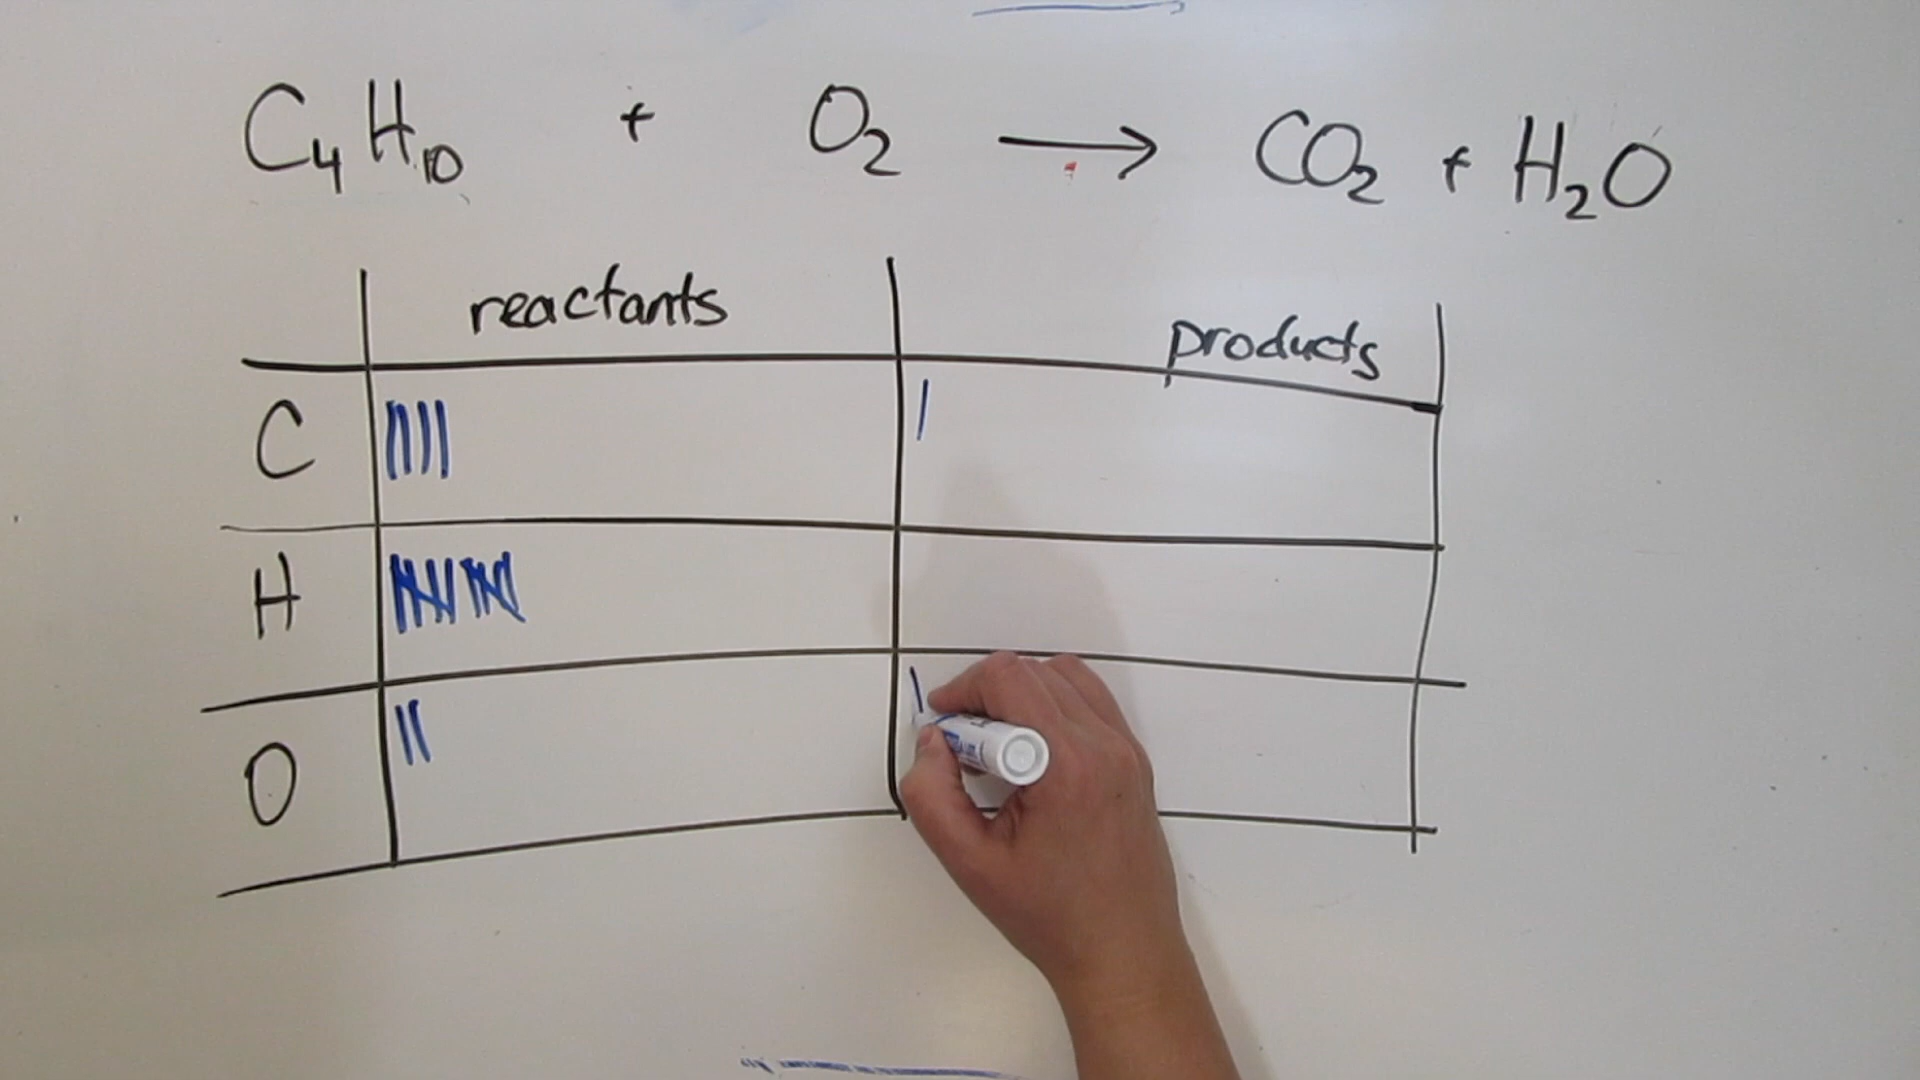 C₄H₁₀ + O₂ → CO₂ + H₂O
reactants products
C
H
O